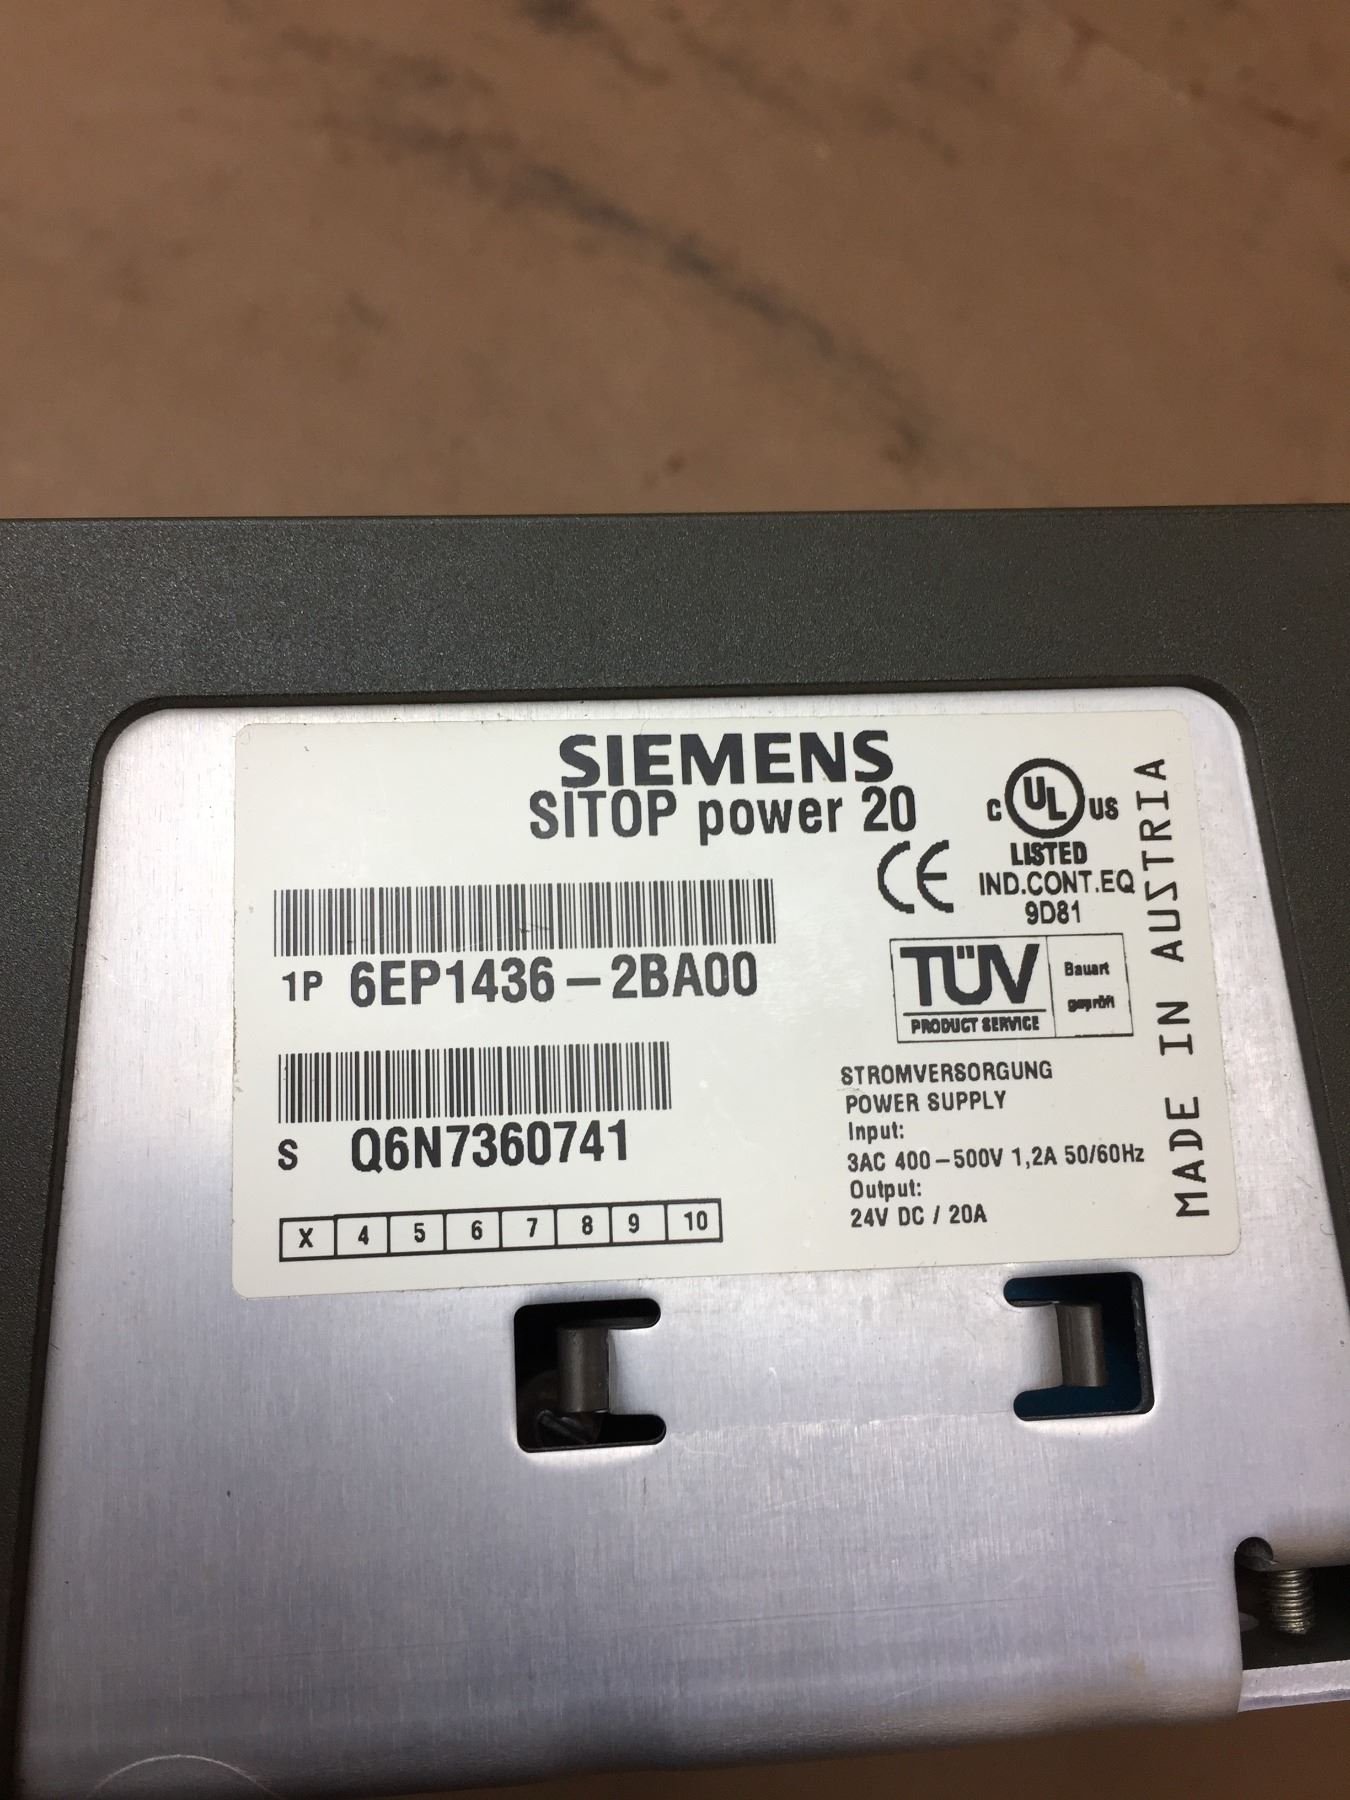 SIEMENS
SITOP power 20
C UL US
LISTED
IND.CONT.EQ
9D81
CE
1P 6EP1436-2BA00
TÜV
PRODUCT SERVICE
Bauart
geprüft
S Q6N7360741
X 4 5 6 7 8 9 10
STROMVERSORGUNG
POWER SUPPLY
Input:
3AC 400-500V 1,2A 50/60Hz
Output:
24V DC / 20A
MADE IN AUSTRIA